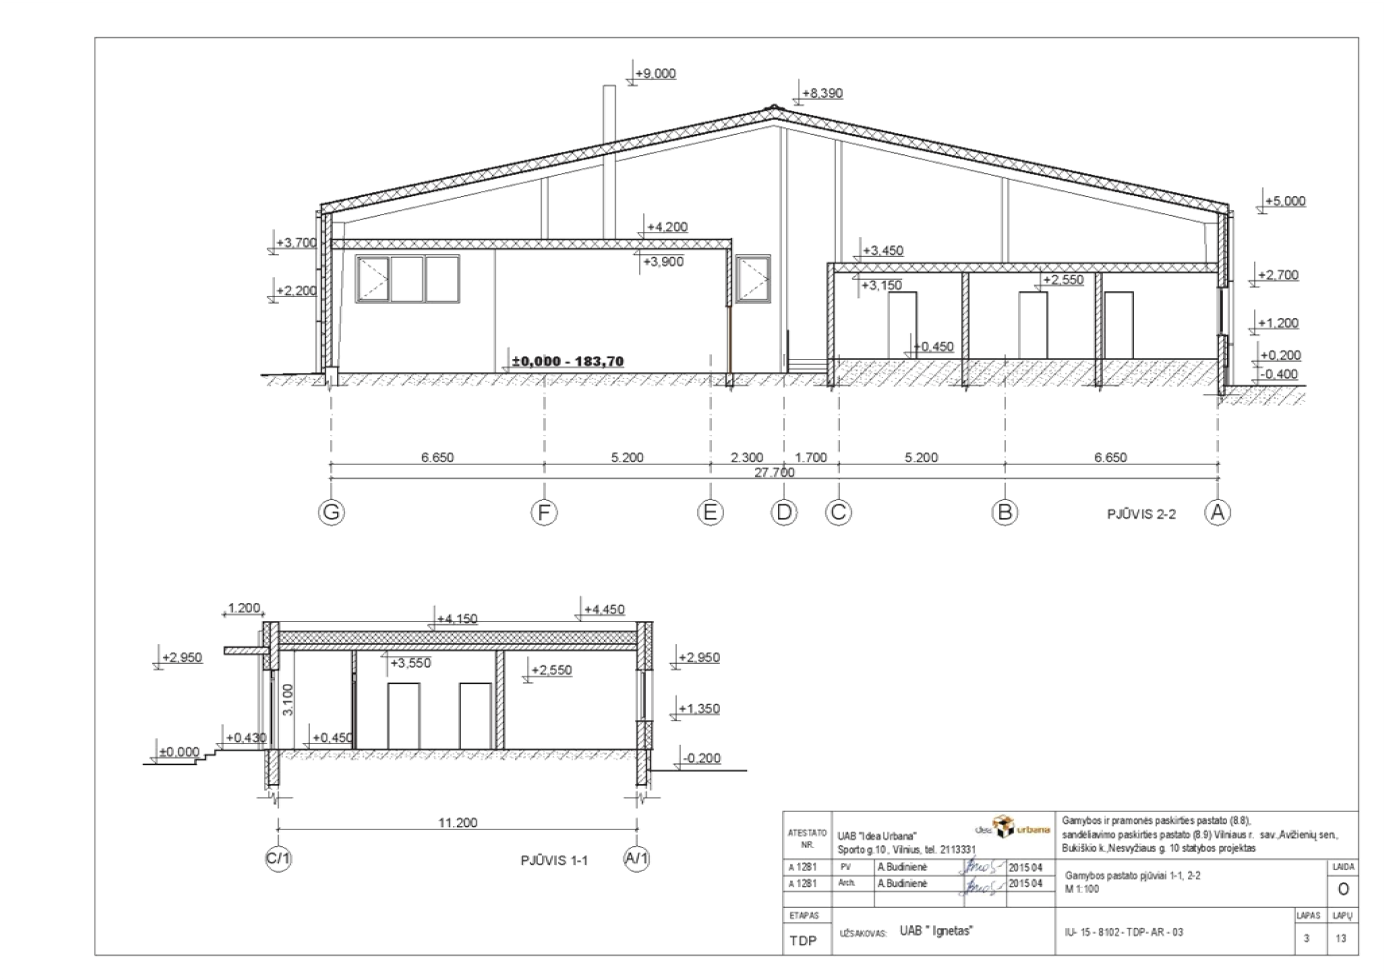 +9,000
+8,390
+5,000
+4,200
+3,700
+3,900
+3,450
+3,150
+2,550
+2,700
+2,200
+1,200
+0,450
+0,200
±0,000 - 183,70
-0,400
6.650 5.200 2.300 1.700 5.200 6.650
27.700
G F E D C B A
PJŪVIS 2-2
1.200
+4,150
+4,450
+2,950
+3,550
+2,550
+2,950
3.100
+1,350
+0,430
+0,450
±0,000
-0,200
11.200
C/1 A/1
PJŪVIS 1-1
ATESTATO NR.
UAB "Idea Urbana"
Sporto g.10 , Vilnius, tel. 2113331
idea urbana
Gamybos ir pramonės paskirties pastato (8.8),
sandėliavimo paskirties pastato (8.9) Vilniaus r. sav.,Avižienių sen.,
Bukiškio k.,Nesvyžiaus g. 10 statybos projektas
A 1281 PV A.Budinienė 2015 04
A 1281 Arch. A.Budinienė 2015 04
Gamybos pastato pjūviai 1-1, 2-2
M 1:100
LAIDA
O
ETAPAS
TDP
UŽSAKOVAS: UAB " Ignetas"
IU- 15 - 8102 - TDP- AR - 03
LAPAS LAPŲ
3 13